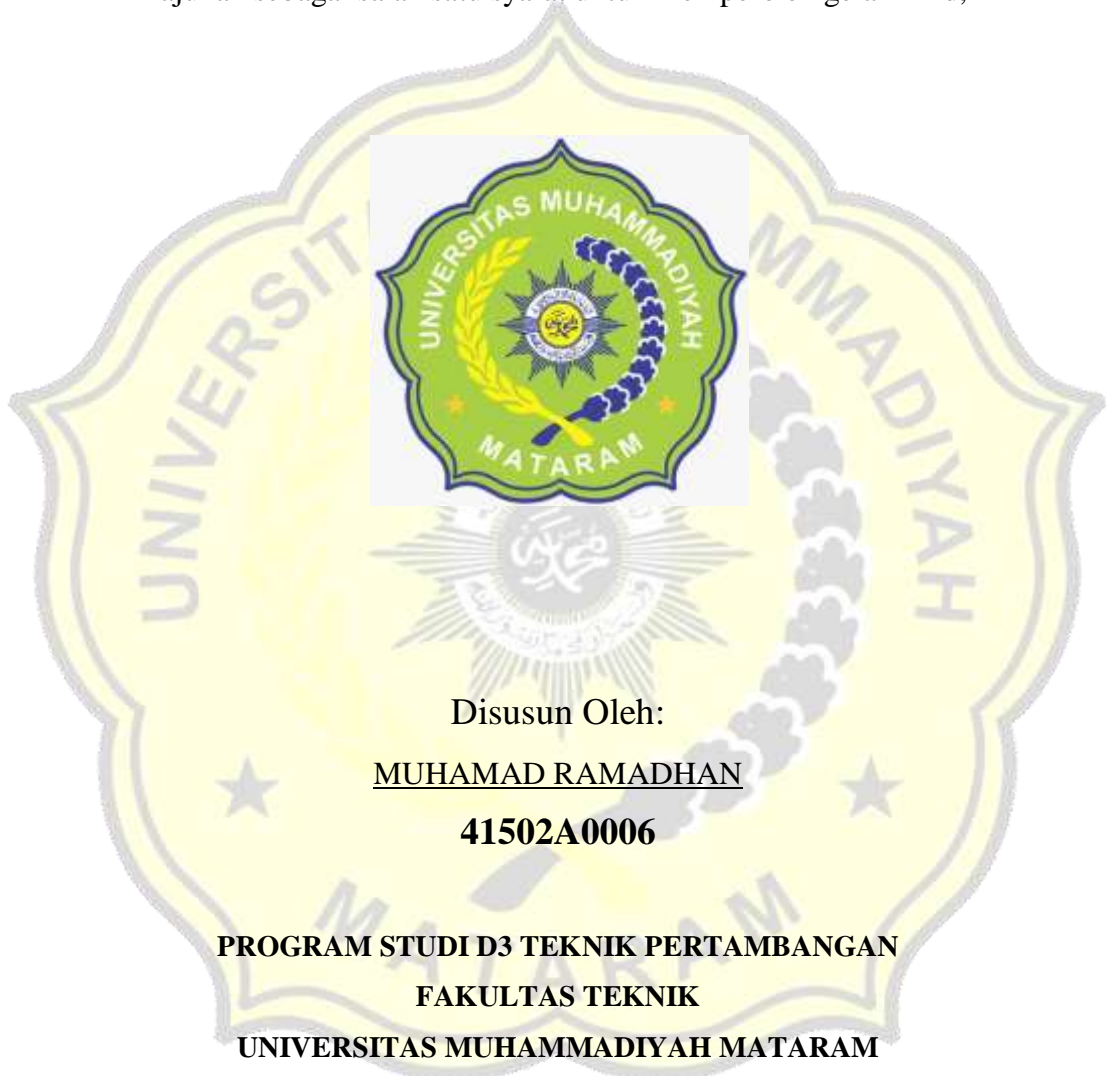 UNIVERSITAS MUHAMMADIYAH
MATARAM
Disusun Oleh:
MUHAMAD RAMADHAN
41502A0006
PROGRAM STUDI D3 TEKNIK PERTAMBANGAN
FAKULTAS TEKNIK
UNIVERSITAS MUHAMMADIYAH MATARAM